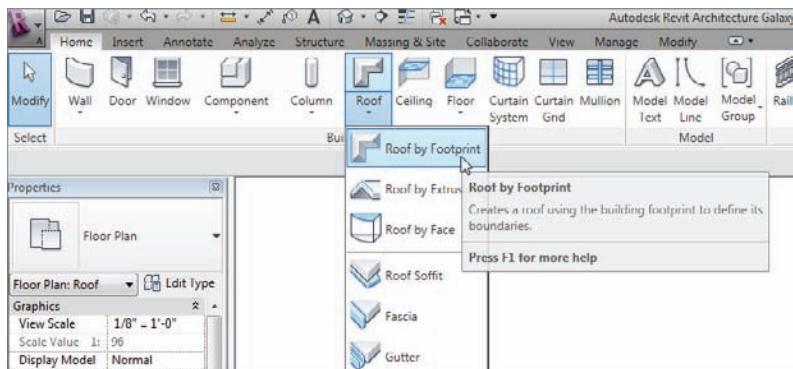 Autodesk Revit Architecture Galaxy
Home Insert Annotate Analyze Structure Massing & Site Collaborate View Manage Modify
Modify Wall Door Window Component Column Roof Ceiling Floor Curtain System Curtain Grid Mullion Model Text Model Line Model Group Rail
Select Bui Model
Roof by Footprint
Roof by Extrus
Roof by Face
Roof Soffit
Fascia
Gutter
Roof by Footprint
Creates a roof using the building footprint to define its
boundaries.
Press F1 for more help
Properties
Floor Plan
Floor Plan: Roof Edit Type
Graphics
View Scale 1/8" = 1'-0"
Scale Value 1: 96
Display Model Normal